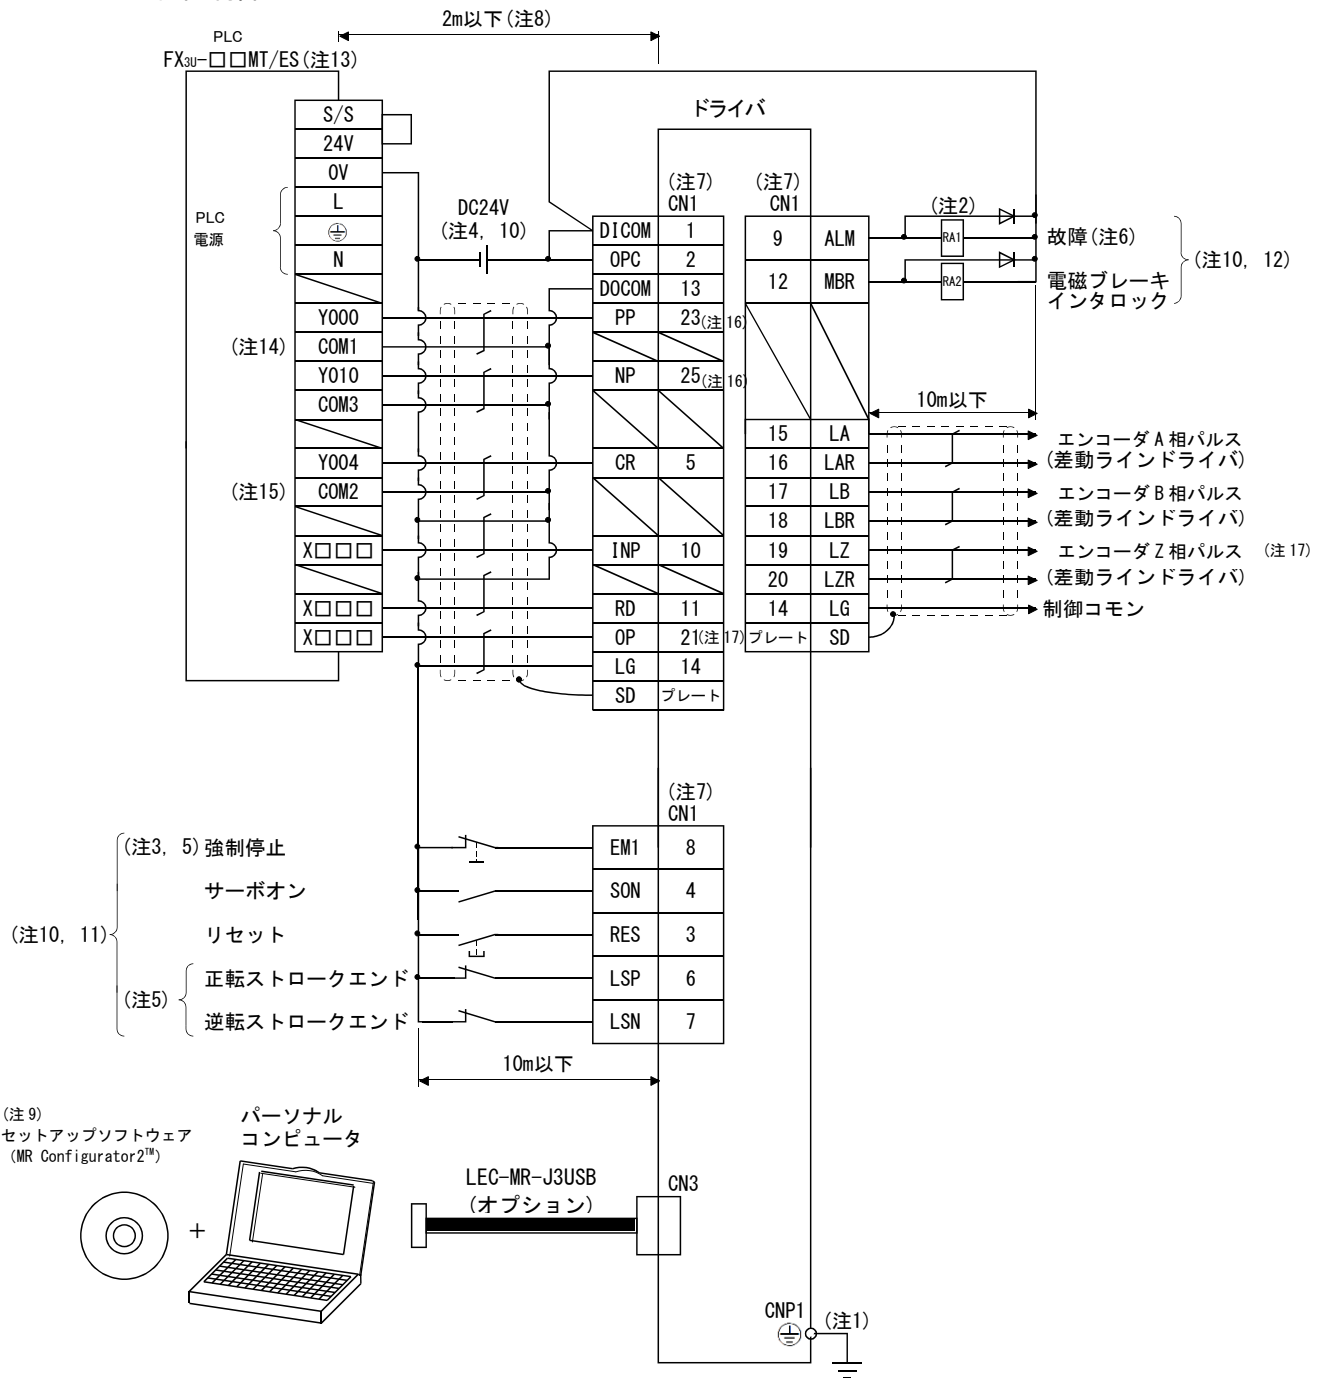 2m以下(注8)
PLC
FX3U-□□MT/ES(注13)
ドライバ
S/S
24V
0V
L
N
PLC
電源
DC24V
(注4, 10)
(注7)
CN1
(注7)
CN1
(注2)
DICOM 1
OPC 2
DOCOM 13
9 ALM
RA1
故障(注6)
12 MBR
RA2
電磁ブレーキ
インタロック
(注10, 12)
Y000
PP 23(注16)
(注14) COM1
Y010
NP 25(注16)
COM3
10m以下
15 LA
エンコーダA相パルス
Y004
CR 5
16 LAR
(差動ラインドライバ)
(注15) COM2
17 LB
エンコーダB相パルス
18 LBR
(差動ラインドライバ)
X□□□
INP 10
19 LZ
エンコーダZ相パルス (注17)
20 LZR
(差動ラインドライバ)
X□□□
RD 11
14 LG
制御コモン
X□□□
OP 21(注17)
プレート SD
LG 14
SD プレート
(注7)
CN1
(注3, 5)強制停止
EM1 8
サーボオン
SON 4
(注10, 11)
リセット
RES 3
正転ストロークエンド
LSP 6
(注5)
逆転ストロークエンド
LSN 7
10m以下
(注9)
セットアップソフトウェア
(MR Configurator2™)
パーソナル
コンピュータ
+
LEC-MR-J3USB
(オプション)
CN3
CNP1
(注1)